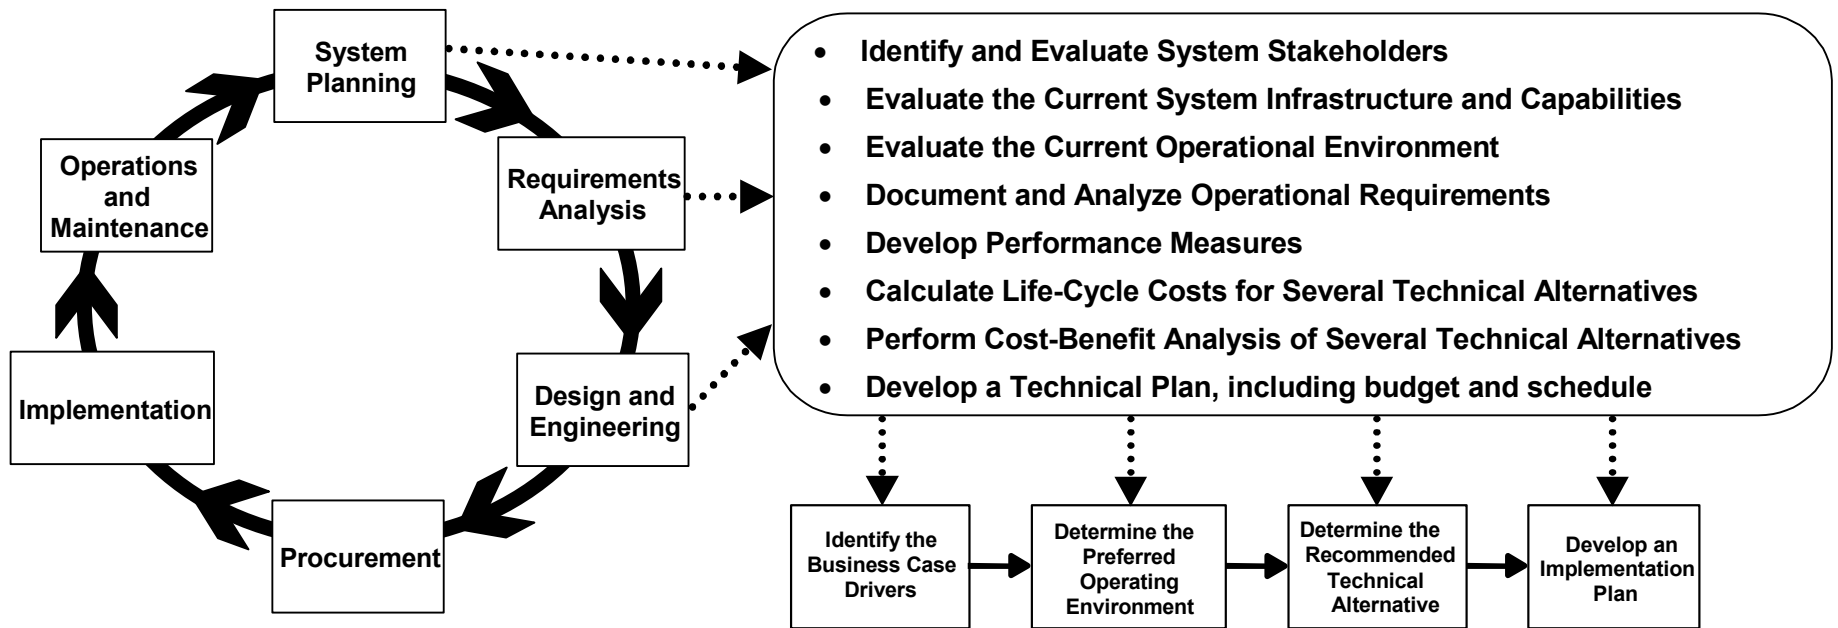 System
Planning
Requirements
Analysis
Design and
Engineering
Procurement
Implementation
Operations
and
Maintenance
• Identify and Evaluate System Stakeholders
• Evaluate the Current System Infrastructure and Capabilities
• Evaluate the Current Operational Environment
• Document and Analyze Operational Requirements
• Develop Performance Measures
• Calculate Life-Cycle Costs for Several Technical Alternatives
• Perform Cost-Benefit Analysis of Several Technical Alternatives
• Develop a Technical Plan, including budget and schedule
Identify the
Business Case
Drivers
Determine the
Preferred
Operating
Environment
Determine the
Recommended
Technical
Alternative
Develop an
Implementation
Plan